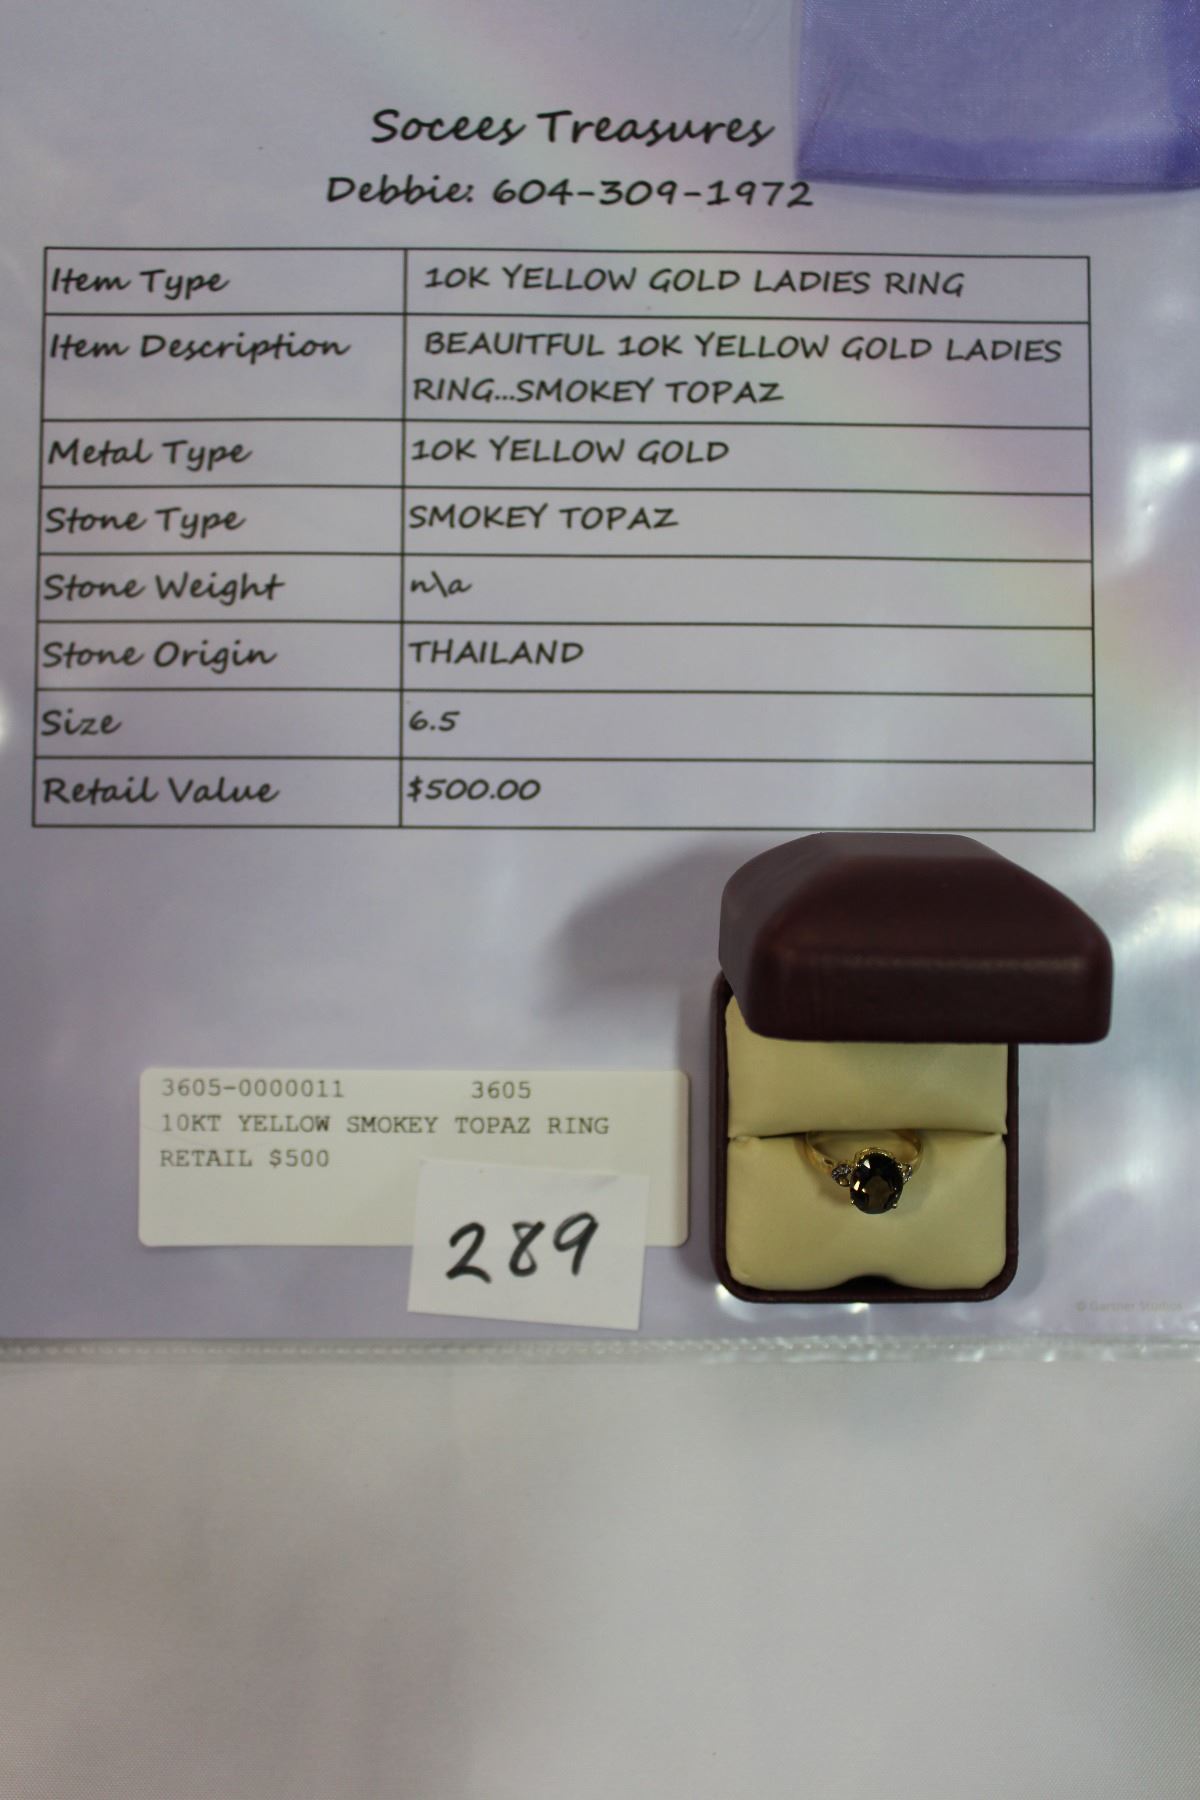 Socees Treasures
Debbie: 604-309-1972
Item Type 10K YELLOW GOLD LADIES RING
Item Description BEAUITFUL 10K YELLOW GOLD LADIES
RING...SMOKEY TOPAZ
Metal Type 10K YELLOW GOLD
Stone Type SMOKEY TOPAZ
Stone Weight n\a
Stone Origin THAILAND
Size 6.5
Retail Value $500.00
3605-0000011 3605
10KT YELLOW SMOKEY TOPAZ RING
RETAIL $500
289
© Gartner Studios